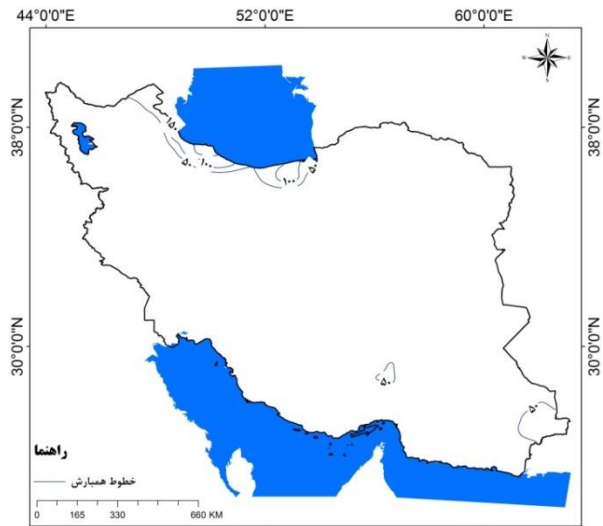 44°0'0"E 52°0'0"E 60°0'0"E
N
W E
S
38°0'0"N 38°0'0"N
۱۵۰
۵۰ ۱۰۰ ۱۰۰ ۵۰
30°0'0"N 30°0'0"N
۵۰
۵۰
راهنما
خطوط همبارش
0 165 330 660 KM